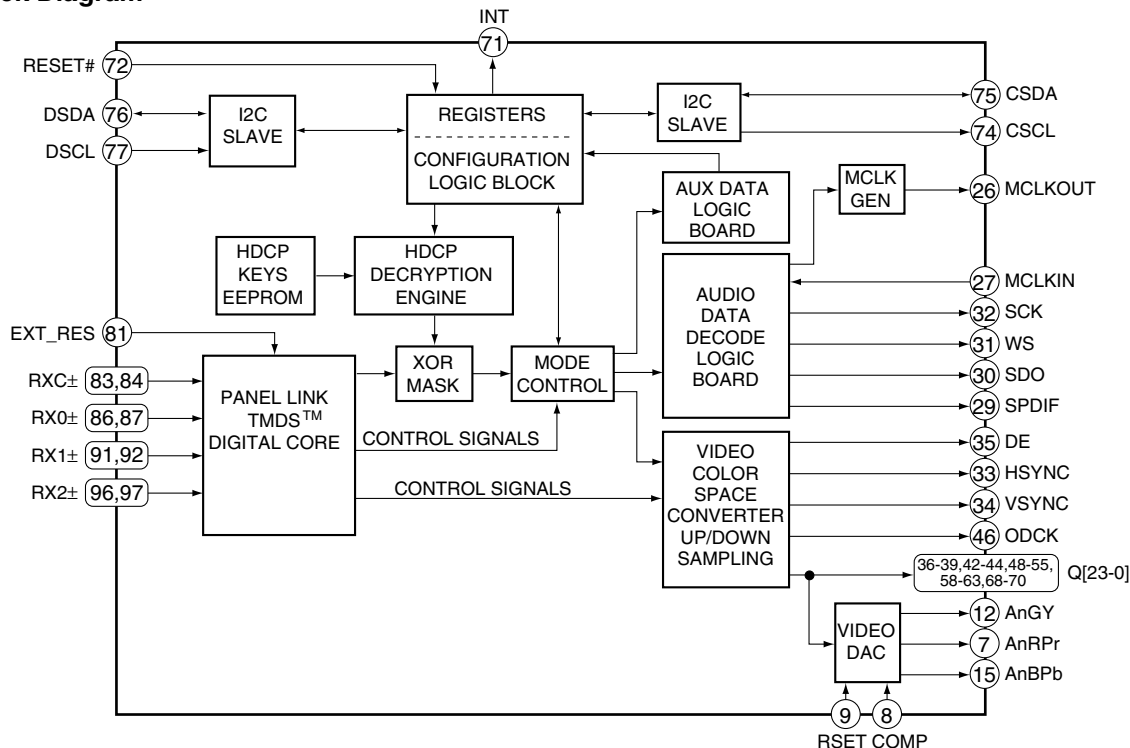 INT
71
RESET# 72
DSDA 76
DSCL 77
I2C
SLAVE
REGISTERS
CONFIGURATION
LOGIC BLOCK
I2C
SLAVE
75 CSDA
74 CSCL
AUX DATA
LOGIC
BOARD
MCLK
GEN
26 MCLKOUT
HDCP
KEYS
EEPROM
HDCP
DECRYPTION
ENGINE
AUDIO
DATA
DECODE
LOGIC
BOARD
27 MCLKIN
32 SCK
31 WS
30 SDO
29 SPDIF
EXT_RES 81
RXC± 83,84
RX0± 86,87
RX1± 91,92
RX2± 96,97
PANEL LINK
TMDS™
DIGITAL CORE
XOR
MASK
MODE
CONTROL
CONTROL SIGNALS
CONTROL SIGNALS
VIDEO
COLOR
SPACE
CONVERTER
UP/DOWN
SAMPLING
35 DE
33 HSYNC
34 VSYNC
46 ODCK
36-39,42-44,48-55,
58-63,68-70
Q[23-0]
VIDEO
DAC
12 AnGY
7 AnRPr
15 AnBPb
9 8
RSET COMP